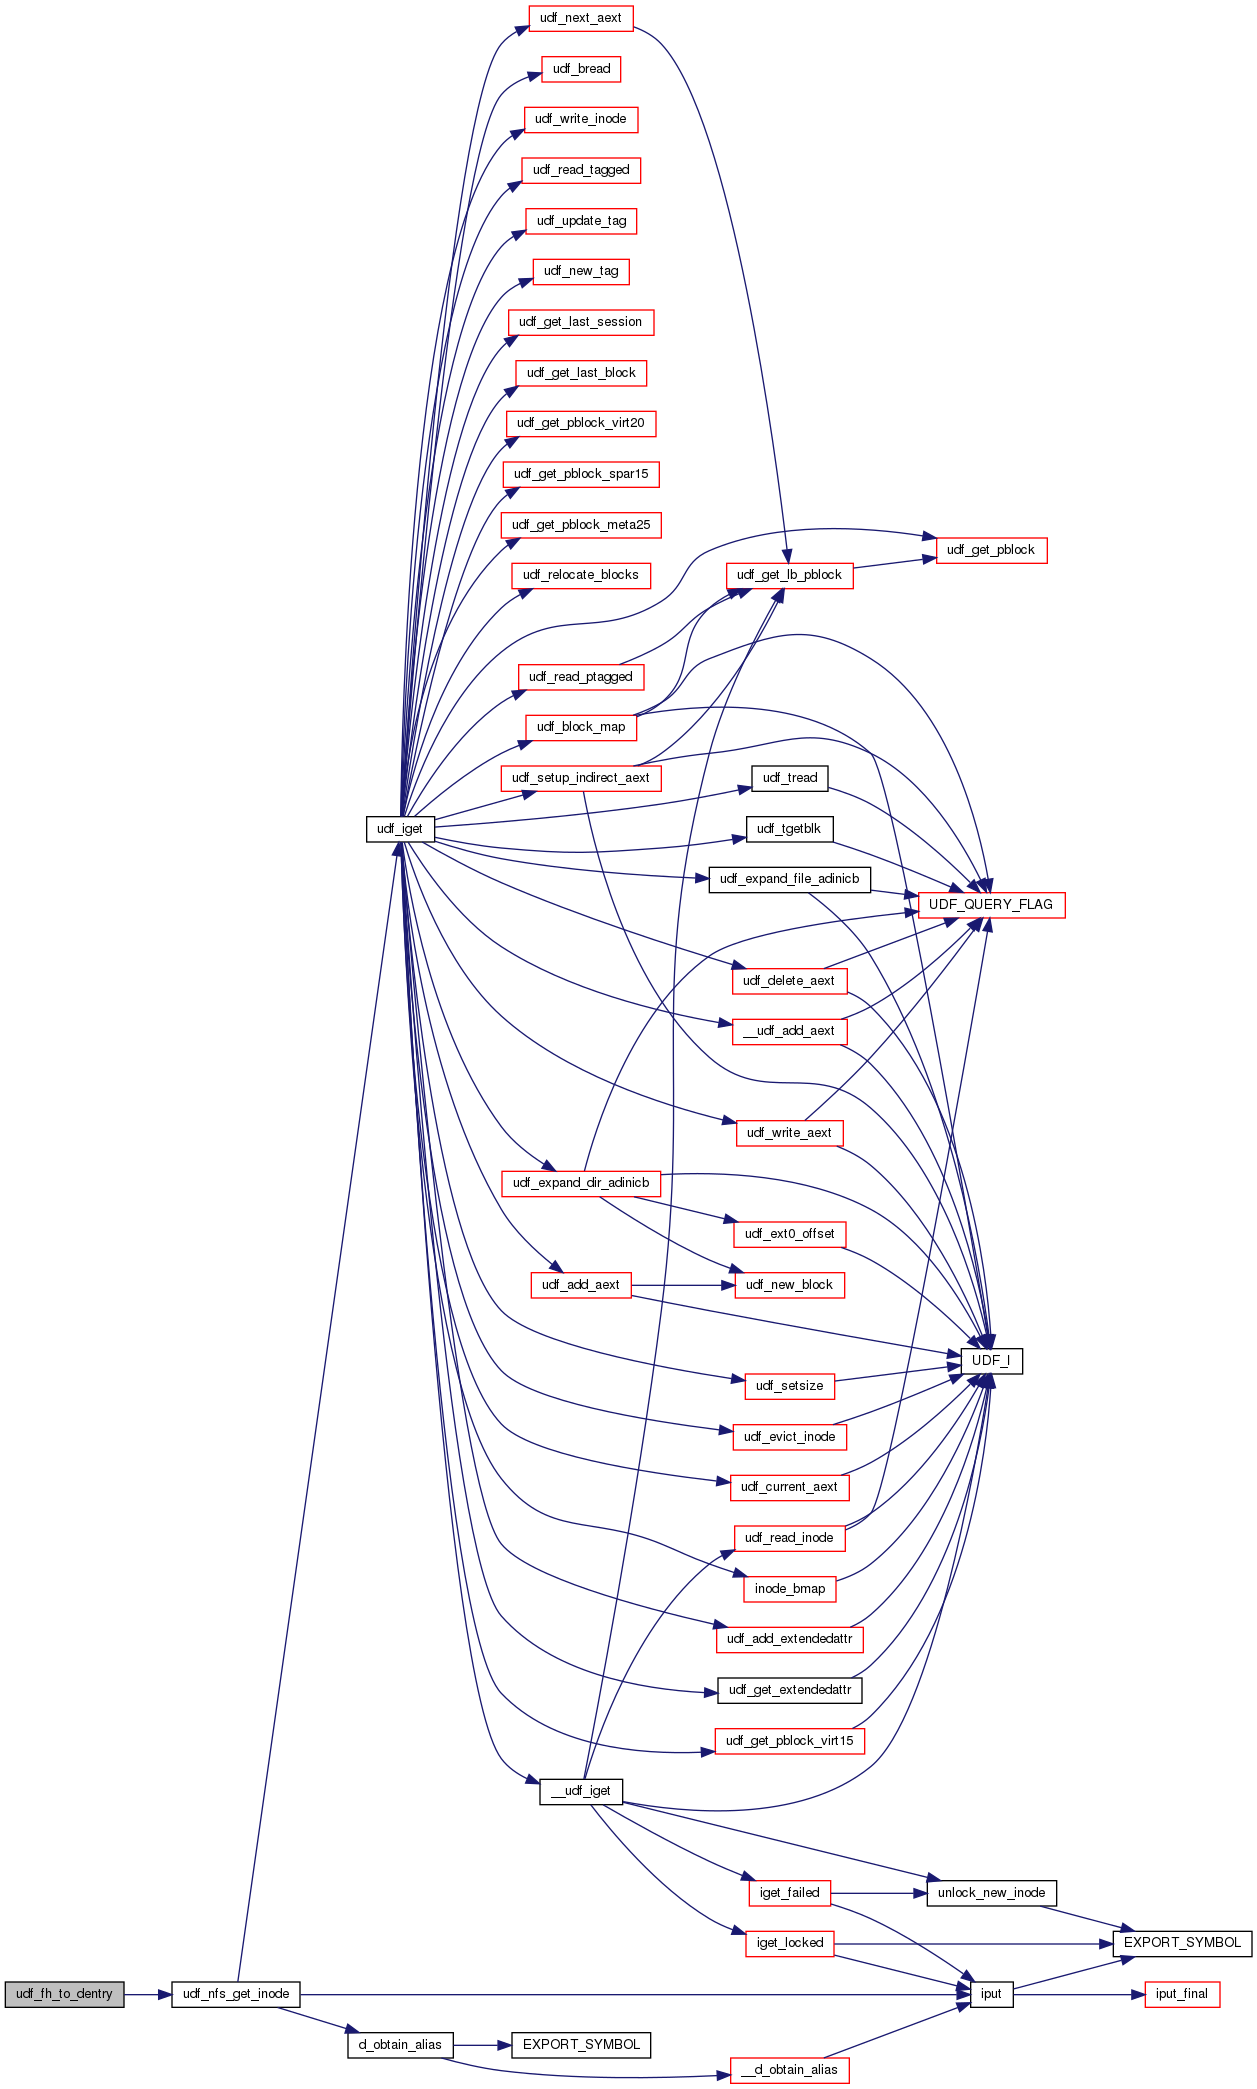 udf_next_aext
udf_bread
udf_write_inode
udf_read_tagged
udf_update_tag
udf_new_tag
udf_get_last_session
udf_get_last_block
udf_get_pblock_virt20
udf_get_pblock_spar15
udf_get_pblock_meta25
udf_get_pblock
udf_relocate_blocks
udf_get_lb_pblock
udf_read_ptagged
udf_block_map
udf_setup_indirect_aext
udf_tread
udf_iget
udf_tgetblk
udf_expand_file_adinicb
UDF_QUERY_FLAG
udf_delete_aext
__udf_add_aext
udf_write_aext
udf_expand_dir_adinicb
udf_ext0_offset
udf_add_aext
udf_new_block
UDF_I
udf_setsize
udf_evict_inode
udf_current_aext
udf_read_inode
inode_bmap
udf_add_extendedattr
udf_get_extendedattr
udf_get_pblock_virt15
__udf_iget
iget_failed
unlock_new_inode
iget_locked
EXPORT_SYMBOL
udf_fh_to_dentry
udf_nfs_get_inode
iput
iput_final
d_obtain_alias
EXPORT_SYMBOL
__d_obtain_alias